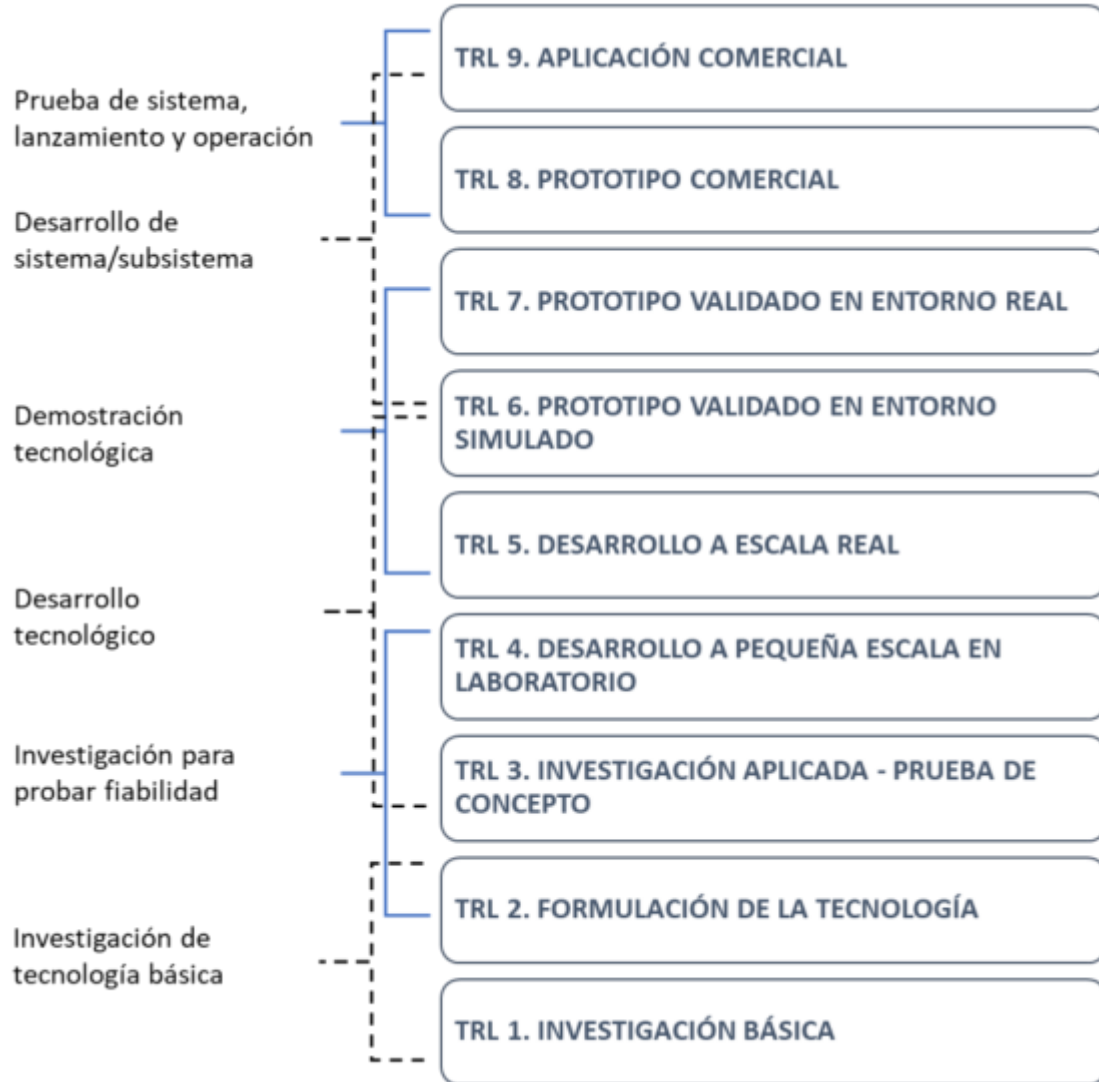 Prueba de sistema,
lanzamiento y operación
Desarrollo de
sistema/subsistema
Demostración
tecnológica
Desarrollo
tecnológico
Investigación para
probar fiabilidad
Investigación de
tecnología básica
TRL 9. APLICACIÓN COMERCIAL
TRL 8. PROTOTIPO COMERCIAL
TRL 7. PROTOTIPO VALIDADO EN ENTORNO REAL
TRL 6. PROTOTIPO VALIDADO EN ENTORNO
SIMULADO
TRL 5. DESARROLLO A ESCALA REAL
TRL 4. DESARROLLO A PEQUEÑA ESCALA EN
LABORATORIO
TRL 3. INVESTIGACIÓN APLICADA - PRUEBA DE
CONCEPTO
TRL 2. FORMULACIÓN DE LA TECNOLOGÍA
TRL 1. INVESTIGACIÓN BÁSICA